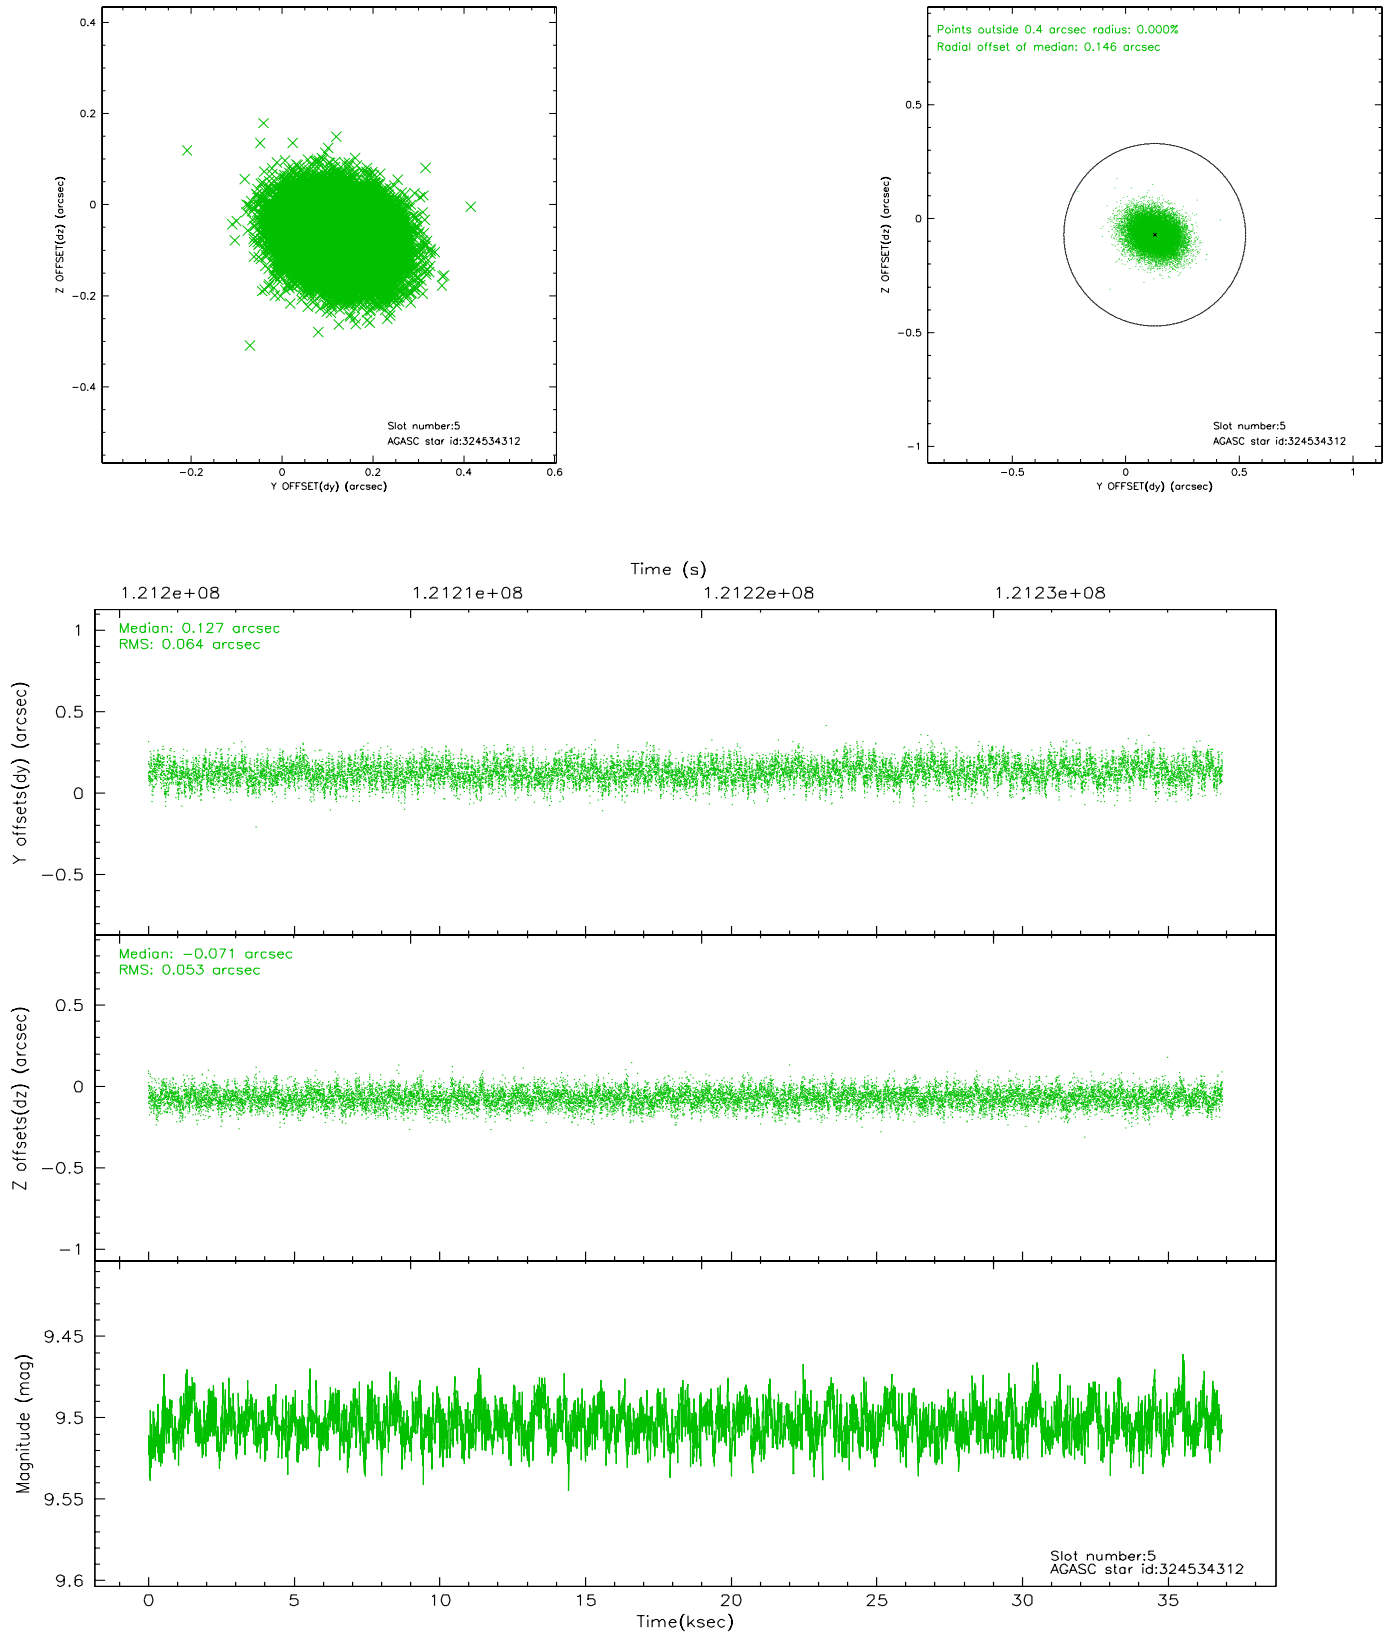 0.4
0.2
0
−0.2
−0.4
Z OFFSET(dz) (arcsec)
Slot number:5
AGASC star id:324534312
−0.2
0
0.2
0.4
0.6
Y OFFSET(dy) (arcsec)
Points outside 0.4 arcsec radius: 0.000%
Radial offset of median: 0.146 arcsec
0.5
0
−0.5
−1
Z OFFSET(dz) (arcsec)
Slot number:5
AGASC star id:324534312
−0.5
0
0.5
1
Y OFFSET(dy) (arcsec)
Time (s)
1.212e+08
1.2121e+08
1.2122e+08
1.2123e+08
Median: 0.127 arcsec
RMS: 0.064 arcsec
1
0.5
0
−0.5
Y offsets(dy) (arcsec)
Median: −0.071 arcsec
RMS: 0.053 arcsec
0.5
0
−0.5
−1
Z offsets(dz) (arcsec)
9.45
9.5
9.55
9.6
Magnitude (mag)
Slot number:5
AGASC star id:324534312
0
5
10
15
20
25
30
35
Time(ksec)